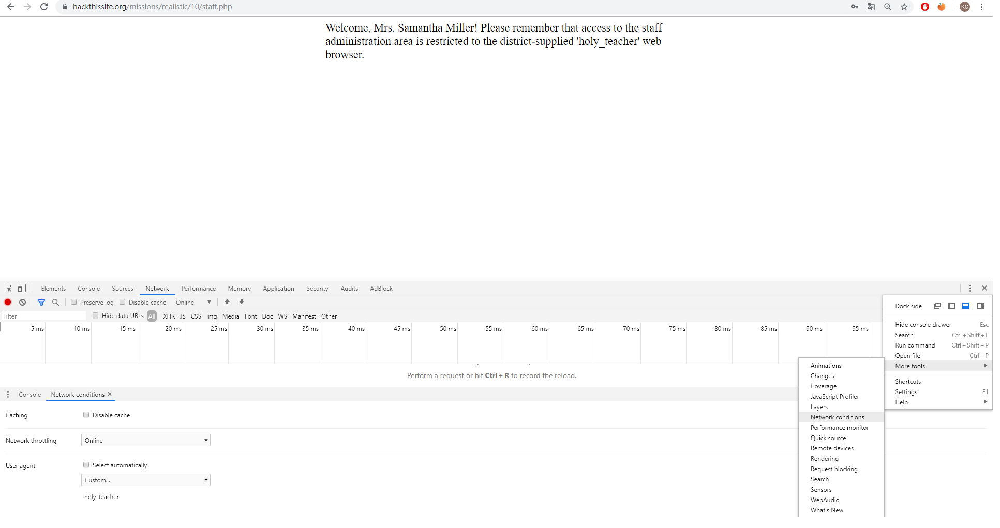 hackthissite.org/missions/realistic/10/staff.php
KC
Welcome, Mrs. Samantha Miller! Please remember that access to the staff
administration area is restricted to the district-supplied 'holy_teacher' web
browser.
Elements Console Sources Network Performance Memory Application Security Audits AdBlock
Preserve log Disable cache Online
Filter Hide data URLs All XHR JS CSS Img Media Font Doc WS Manifest Other
5 ms 10 ms 15 ms 20 ms 25 ms 30 ms 35 ms 40 ms 45 ms 50 ms 55 ms 60 ms 65 ms 70 ms 75 ms 80 ms 85 ms 90 ms 95 ms
Perform a request or hit Ctrl + R to record the reload.
Console Network conditions
Caching Disable cache
Network throttling Online
User agent Select automatically
Custom...
holy_teacher
Dock side
Hide console drawer Esc
Search Ctrl + Shift + F
Run command Ctrl + Shift + P
Open file Ctrl + P
More tools
Shortcuts
Settings F1
Help
Animations
Changes
Coverage
JavaScript Profiler
Layers
Network conditions
Performance monitor
Quick source
Remote devices
Rendering
Request blocking
Search
Sensors
WebAudio
What's New